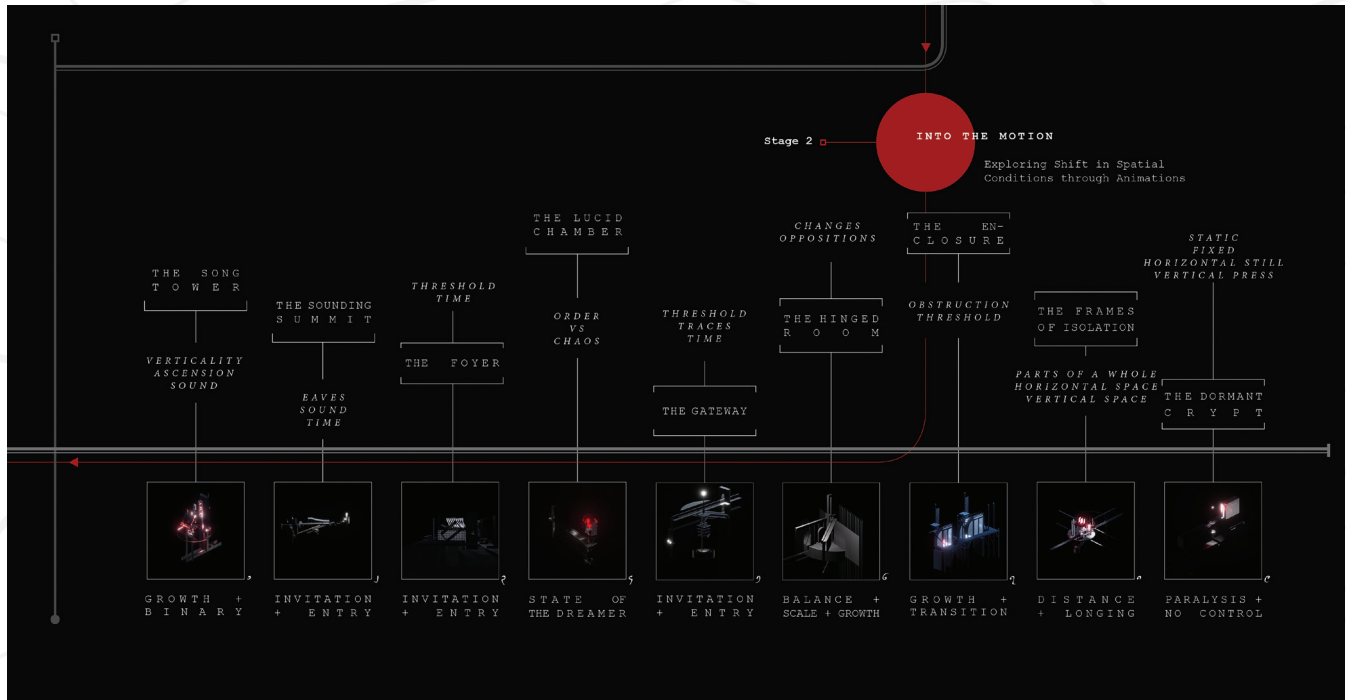 Stage 2
INTO THE MOTION
Exploring Shift in Spatial
Conditions through Animations
THE SONG
TOWER
VERTICALITY
ASCENSION
SOUND
GROWTH +
BINARY
THE SOUNDING
SUMMIT
EAVES
SOUND
TIME
INVITATION
+ ENTRY
THRESHOLD
TIME
THE FOYER
INVITATION
+ ENTRY
THE LUCID
CHAMBER
ORDER
VS
CHAOS
STATE OF
THE DREAMER
THRESHOLD
TRACES
TIME
THE GATEWAY
INVITATION
+ ENTRY
CHANGES
OPPOSITIONS
THE HINGED
ROOM
BALANCE +
SCALE + GROWTH
THE EN-
CLOSURE
OBSTRUCTION
THRESHOLD
GROWTH +
TRANSITION
THE FRAMES
OF ISOLATION
PARTS OF A WHOLE
HORIZONTAL SPACE
VERTICAL SPACE
DISTANCE
+ LONGING
STATIC
FIXED
HORIZONTAL STILL
VERTICAL PRESS
THE DORMANT
CRYPT
PARALYSIS +
NO CONTROL